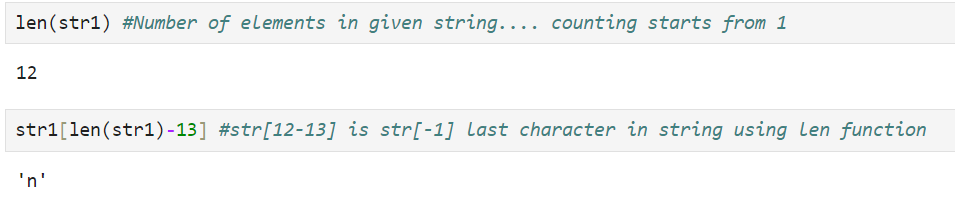 len(str1) #Number of elements in given string.... counting starts from 1
12
str1[len(str1)-13] #str[12-13] is str[-1] last character in string using len function
'n'